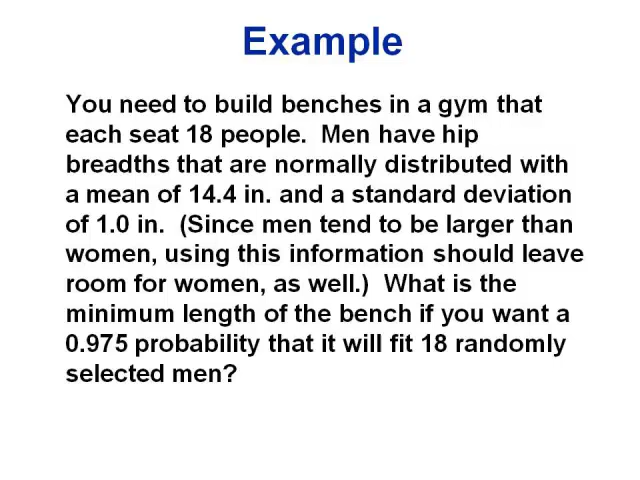 Example
You need to build benches in a gym that
each seat 18 people.  Men have hip
breadths that are normally distributed with
a mean of 14.4 in. and a standard deviation
of 1.0 in.  (Since men tend to be larger than
women, using this information should leave
room for women, as well.)  What is the
minimum length of the bench if you want a
0.975 probability that it will fit 18 randomly
selected men?